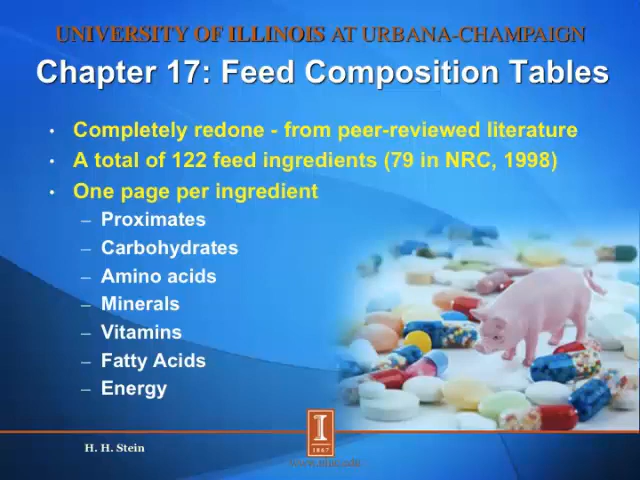 UNIVERSITY OF ILLINOIS AT URBANA-CHAMPAIGN
Chapter 17: Feed Composition Tables
• Completely redone - from peer-reviewed literature
• A total of 122 feed ingredients (79 in NRC, 1998)
• One page per ingredient
– Proximates
– Carbohydrates
– Amino acids
– Minerals
– Vitamins
– Fatty Acids
– Energy
I
1867
H. H. Stein